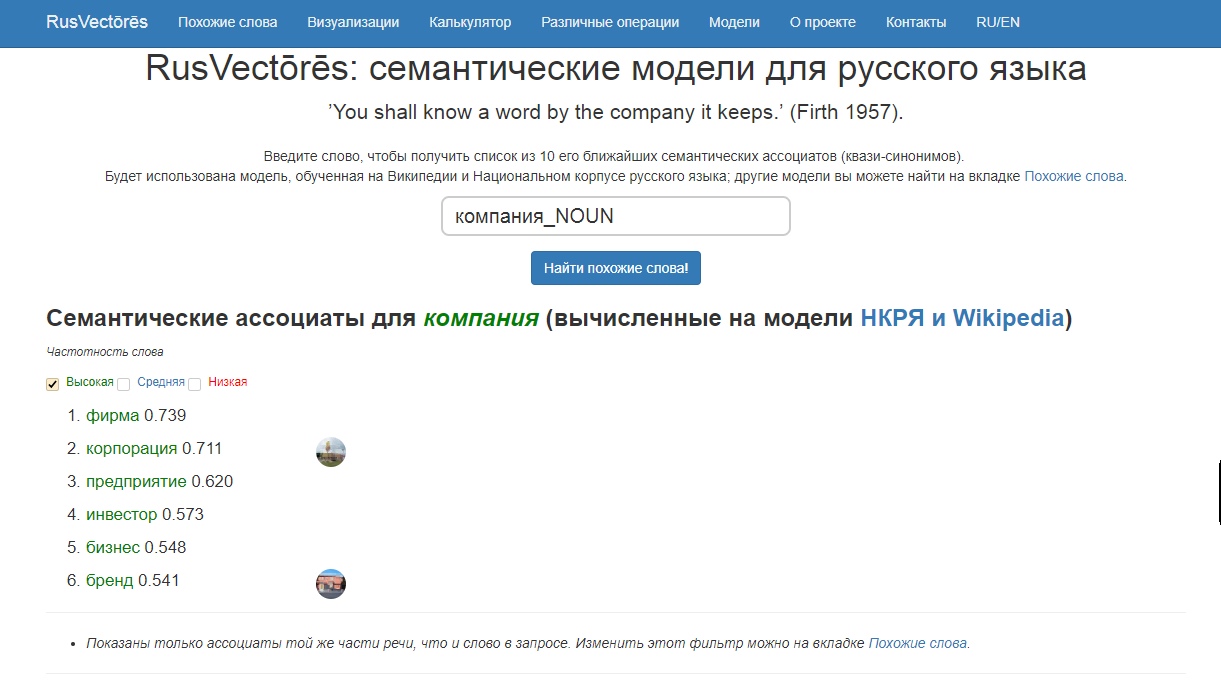 RusVectōrēs Похожие слова Визуализации Калькулятор Различные операции Модели О проекте Контакты RU/EN
RusVectōrēs: семантические модели для русского языка
’You shall know a word by the company it keeps.’ (Firth 1957).
Введите слово, чтобы получить список из 10 его ближайших семантических ассоциатов (квази-синонимов).
Будет использована модель, обученная на Википедии и Национальном корпусе русского языка; другие модели вы можете найти на вкладке Похожие слова.
компания_NOUN
Найти похожие слова!
Семантические ассоциаты для компания (вычисленные на модели НКРЯ и Wikipedia)
Частотность слова
Высокая Средняя Низкая
1. фирма 0.739
2. корпорация 0.711
3. предприятие 0.620
4. инвестор 0.573
5. бизнес 0.548
6. бренд 0.541
• Показаны только ассоциаты той же части речи, что и слово в запросе. Изменить этот фильтр можно на вкладке Похожие слова.